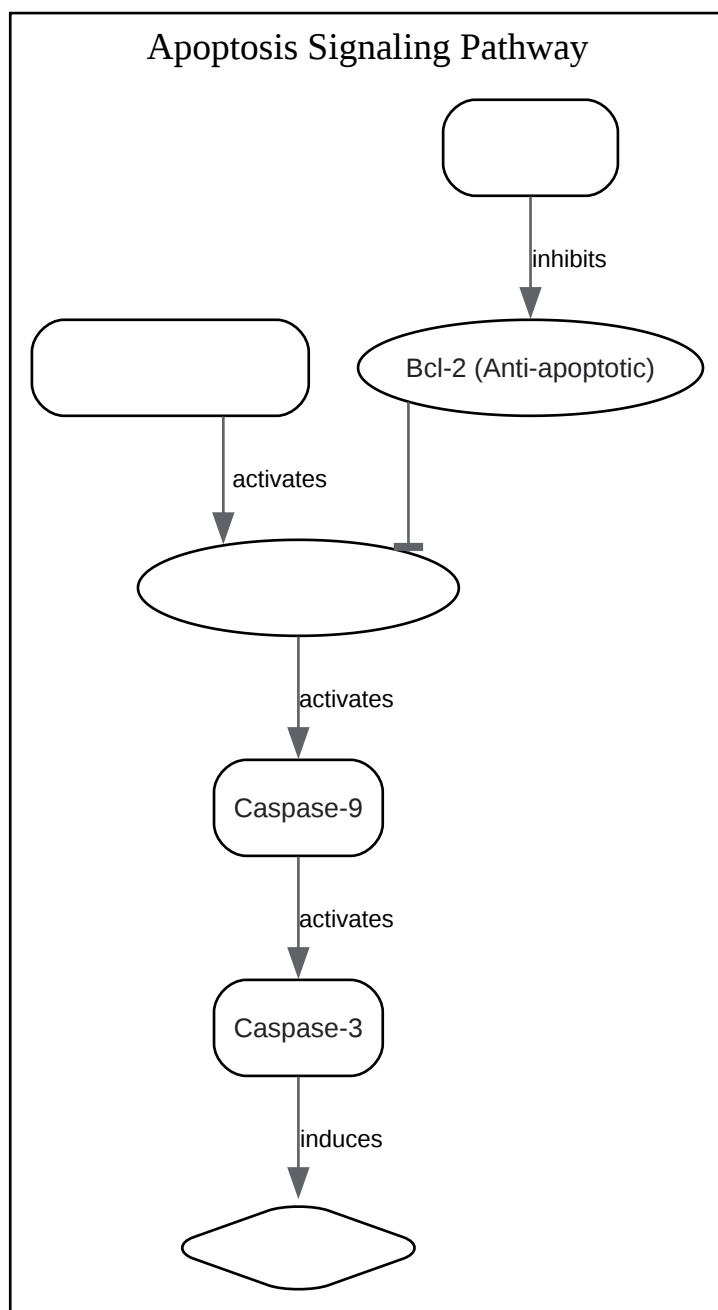 Apoptosis Signaling Pathway
inhibits
Bcl-2 (Anti-apoptotic)
activates
activates
Caspase-9
activates
Caspase-3
induces